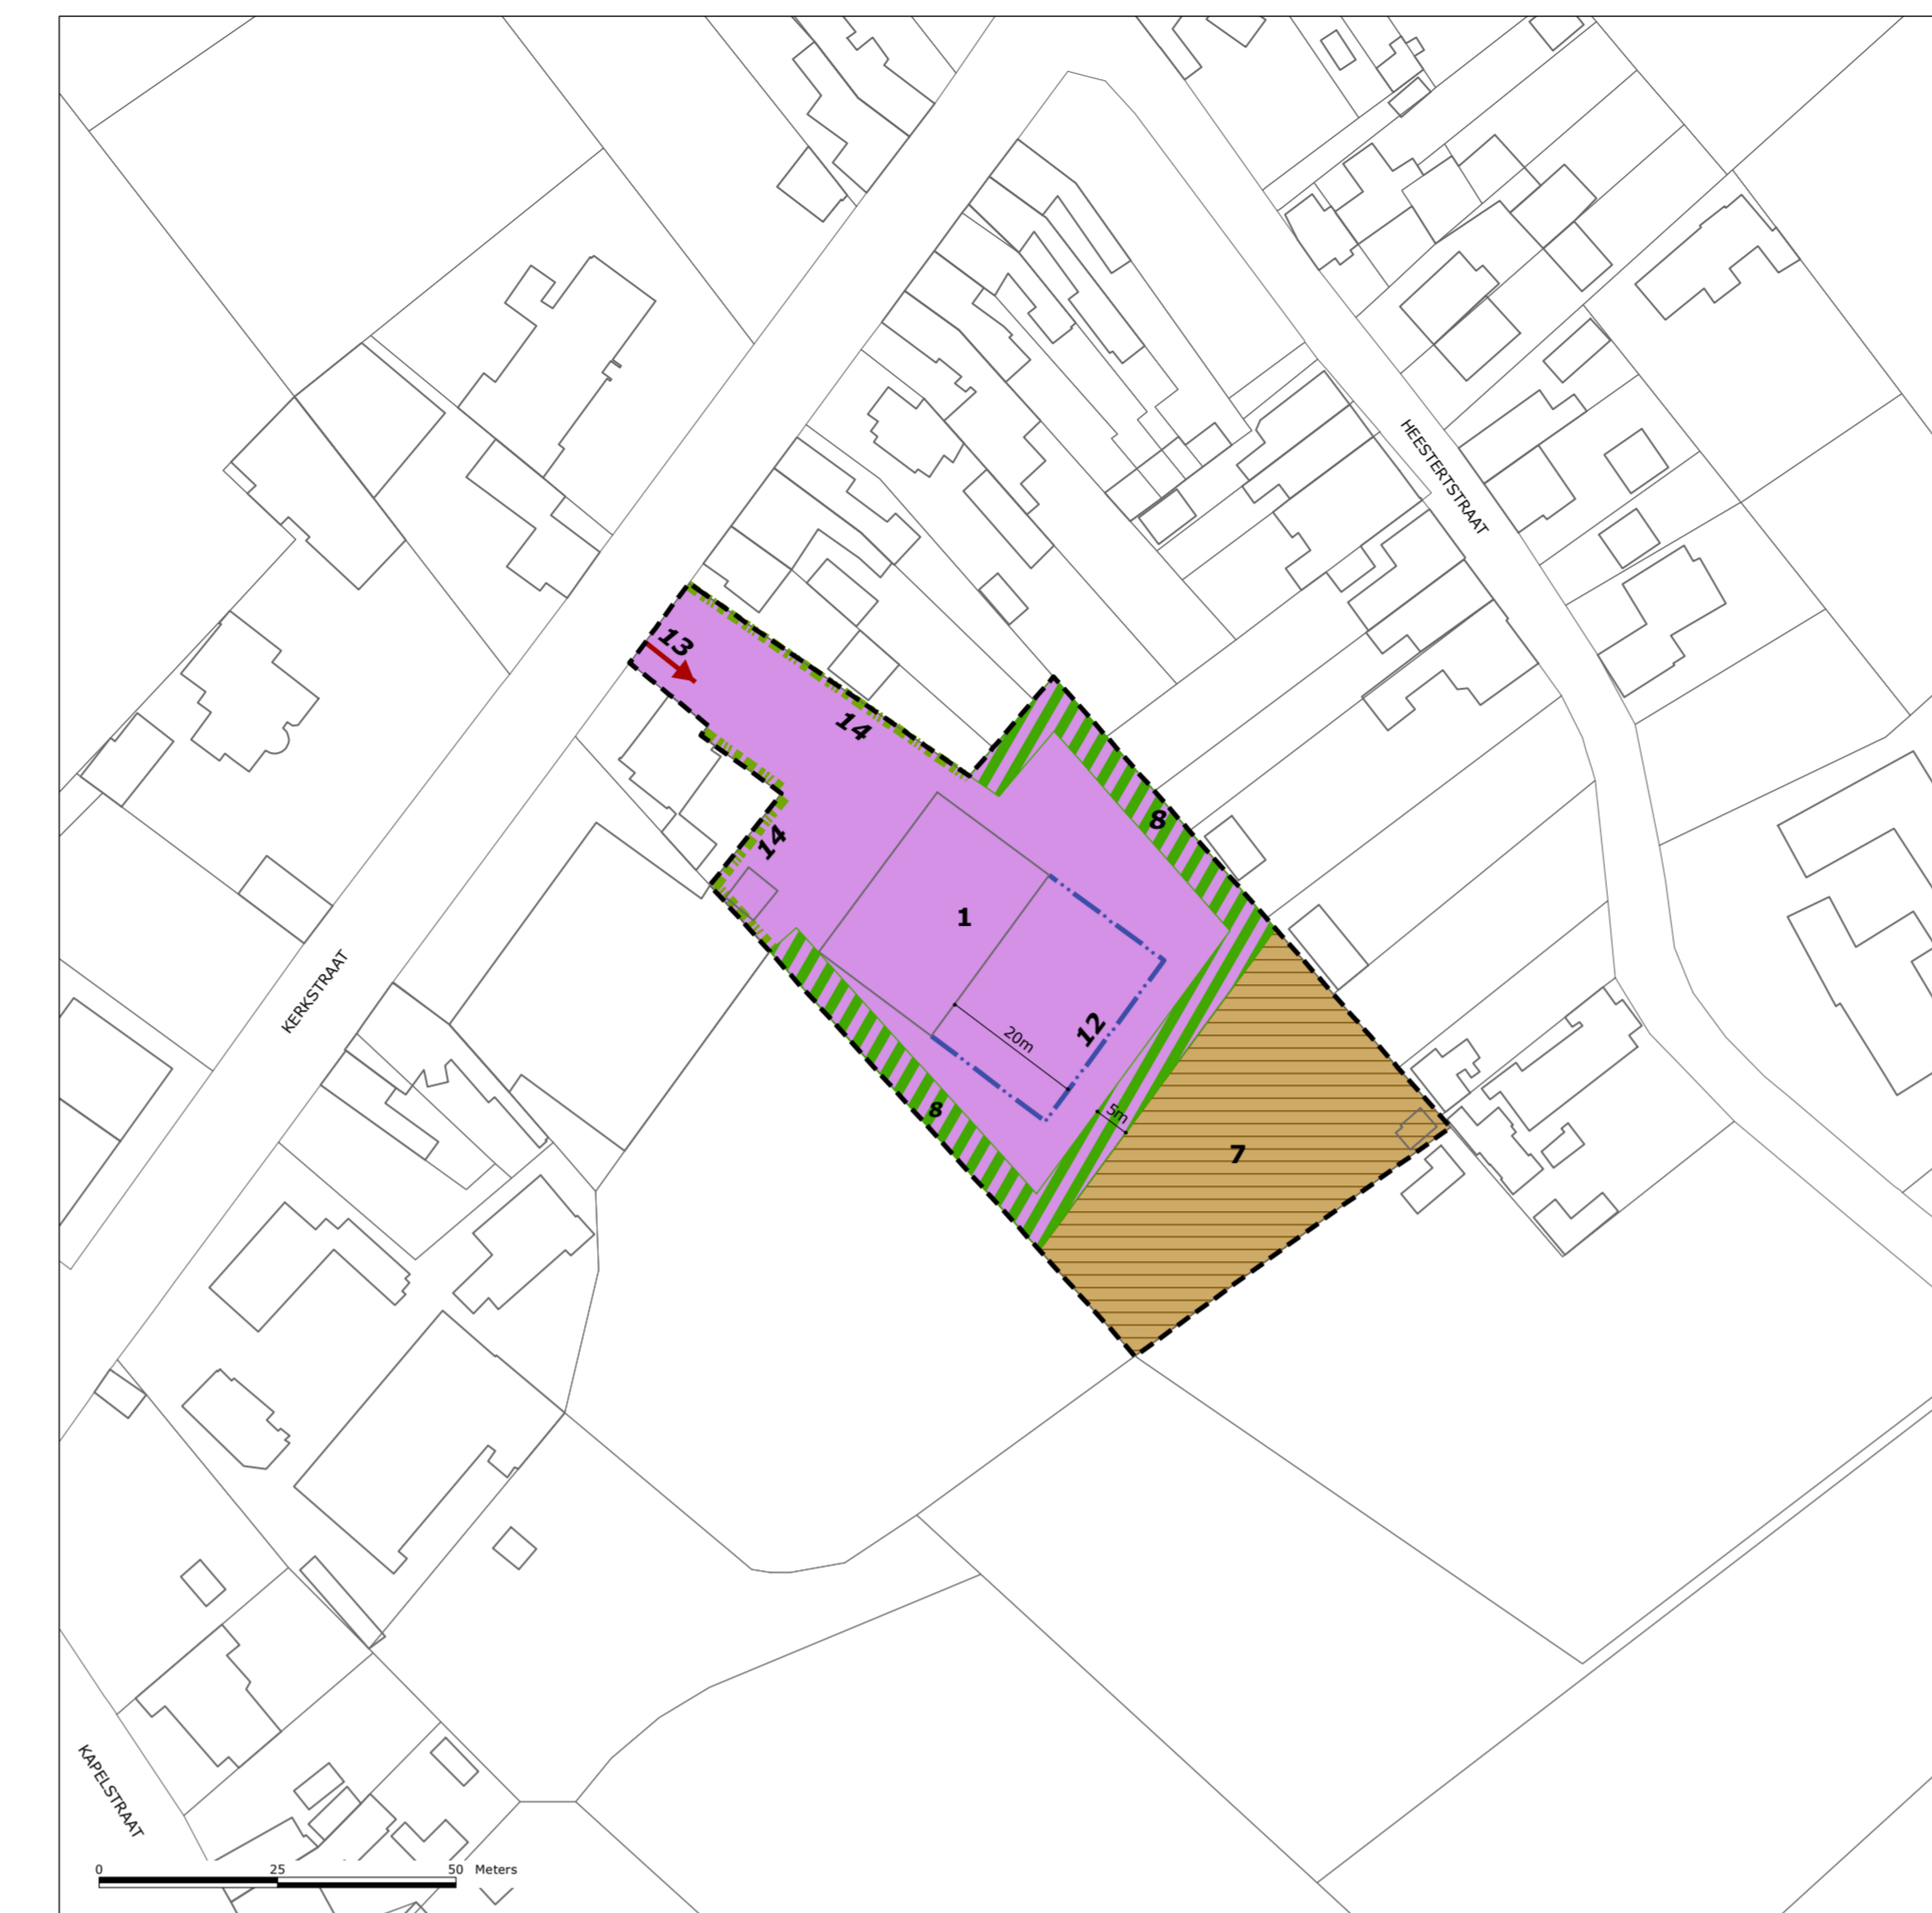 HEESTERTSTRAAT
13
14
8
14
1
KERKSTRAAT
12
20m
8
5m
7
KAPELSTRAAT
0 25 50 Meters